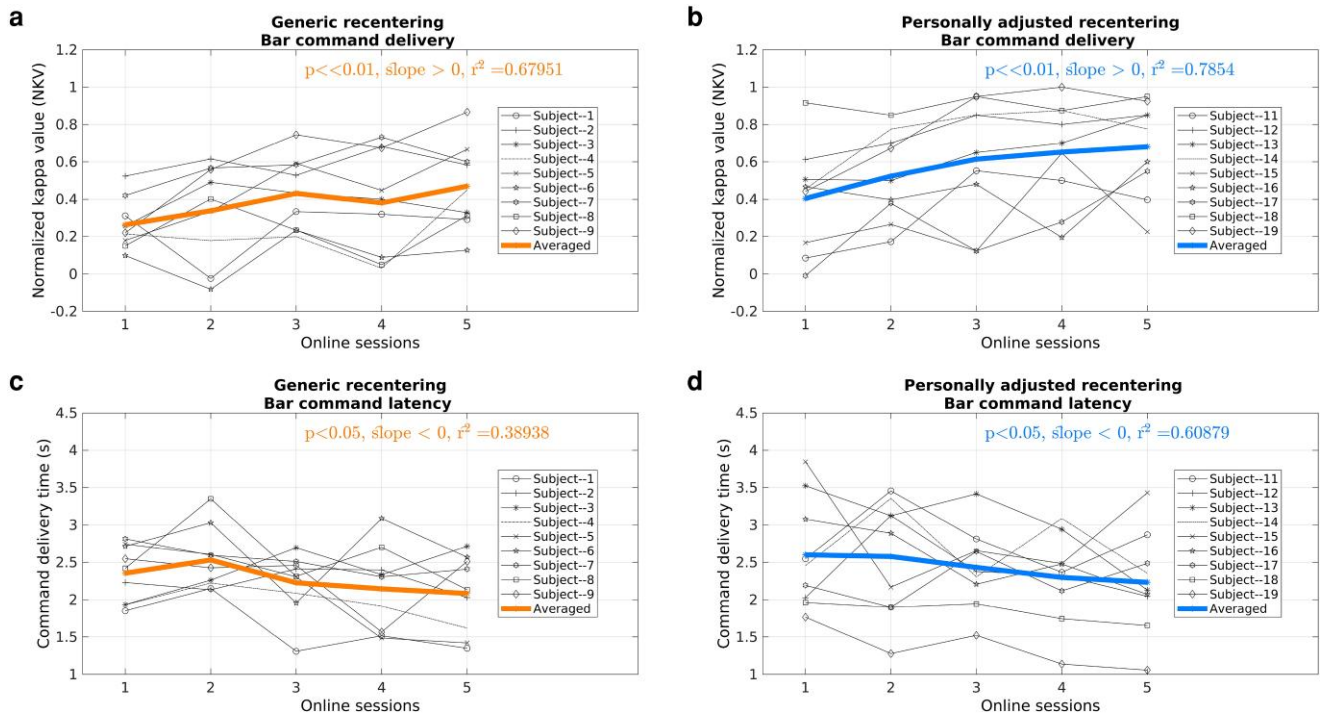 a
Generic recentering
Bar command delivery
p<<0.01, slope > 0, r² =0.67951
Normalized kappa value (NKV)
1.2
1
0.8
0.6
0.4
0.2
0
-0.2
Subject--1
Subject--2
Subject--3
Subject--4
Subject--5
Subject--6
Subject--7
Subject--8
Subject--9
Averaged
1 2 3 4 5
Online sessions
b
Personally adjusted recentering
Bar command delivery
p<<0.01, slope > 0, r² =0.7854
Normalized kappa value (NKV)
1.2
1
0.8
0.6
0.4
0.2
0
-0.2
Subject--11
Subject--12
Subject--13
Subject--14
Subject--15
Subject--16
Subject--17
Subject--18
Subject--19
Averaged
1 2 3 4 5
Online sessions
c
Generic recentering
Bar command latency
p<0.05, slope < 0, r² =0.38938
Command delivery time (s)
4.5
4
3.5
3
2.5
2
1.5
1
Subject--1
Subject--2
Subject--3
Subject--4
Subject--5
Subject--6
Subject--7
Subject--8
Subject--9
Averaged
1 2 3 4 5
Online sessions
d
Personally adjusted recentering
Bar command latency
p<0.05, slope < 0, r² =0.60879
Command delivery time (s)
4.5
4
3.5
3
2.5
2
1.5
1
Subject--11
Subject--12
Subject--13
Subject--14
Subject--15
Subject--16
Subject--17
Subject--18
Subject--19
Averaged
1 2 3 4 5
Online sessions